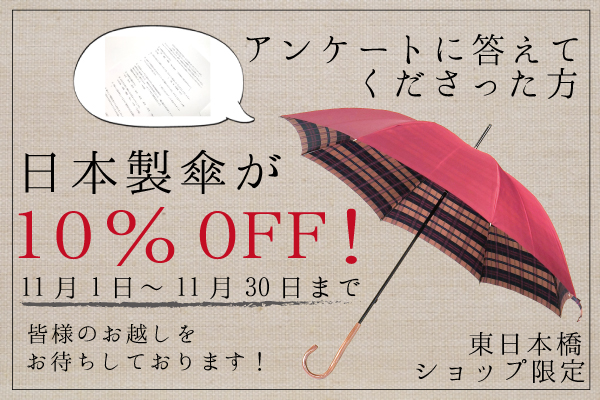 アンケートに答えて
くださった方
日本製傘が
10% OFF!
11月1日〜11月30日まで
皆様のお越しを
お待ちしております!
東日本橋
ショップ限定